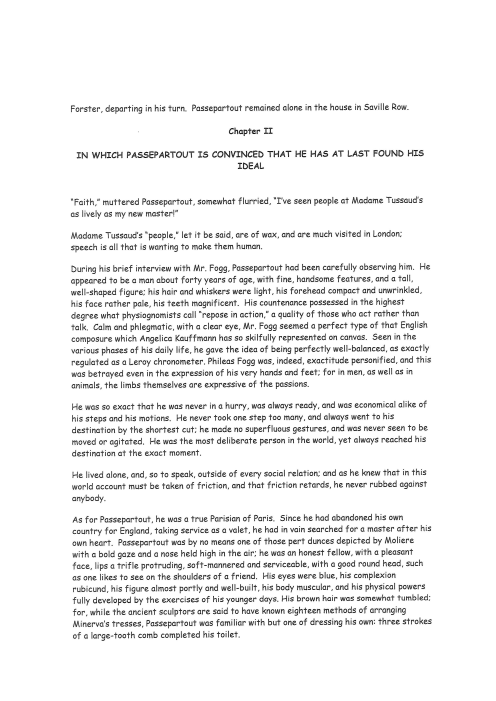 Forster, departing in his turn.  Passepartout remained alone in the house in Saville Row.
Chapter II
IN WHICH PASSEPARTOUT IS CONVINCED THAT HE HAS AT LAST FOUND HIS
IDEAL
"Faith," muttered Passepartout, somewhat flurried, "I've seen people at Madame Tussaud's
as lively as my new master!"
Madame Tussaud's "people," let it be said, are of wax, and are much visited in London;
speech is all that is wanting to make them human.
During his brief interview with Mr. Fogg, Passepartout had been carefully observing him.  He
appeared to be a man about forty years of age, with fine, handsome features, and a tall,
well-shaped figure; his hair and whiskers were light, his forehead compact and unwrinkled,
his face rather pale, his teeth magnificent.  His countenance possessed in the highest
degree what physiognomists call "repose in action," a quality of those who act rather than
talk.  Calm and phlegmatic, with a clear eye, Mr. Fogg seemed a perfect type of that English
composure which Angelica Kauffmann has so skilfully represented on canvas.  Seen in the
various phases of his daily life, he gave the idea of being perfectly well-balanced, as exactly
regulated as a Leroy chronometer. Phileas Fogg was, indeed, exactitude personified, and this
was betrayed even in the expression of his very hands and feet; for in men, as well as in
animals, the limbs themselves are expressive of the passions.
He was so exact that he was never in a hurry, was always ready, and was economical alike of
his steps and his motions.  He never took one step too many, and always went to his
destination by the shortest cut; he made no superfluous gestures, and was never seen to be
moved or agitated.  He was the most deliberate person in the world, yet always reached his
destination at the exact moment.
He lived alone, and, so to speak, outside of every social relation; and as he knew that in this
world account must be taken of friction, and that friction retards, he never rubbed against
anybody.
As for Passepartout, he was a true Parisian of Paris.  Since he had abandoned his own
country for England, taking service as a valet, he had in vain searched for a master after his
own heart.  Passepartout was by no means one of those pert dunces depicted by Moliere
with a bold gaze and a nose held high in the air; he was an honest fellow, with a pleasant
face, lips a trifle protruding, soft-mannered and serviceable, with a good round head, such
as one likes to see on the shoulders of a friend.  His eyes were blue, his complexion
rubicund, his figure almost portly and well-built, his body muscular, and his physical powers
fully developed by the exercises of his younger days. His brown hair was somewhat tumbled;
for, while the ancient sculptors are said to have known eighteen methods of arranging
Minerva's tresses, Passepartout was familiar with but one of dressing his own: three strokes
of a large-tooth comb completed his toilet.